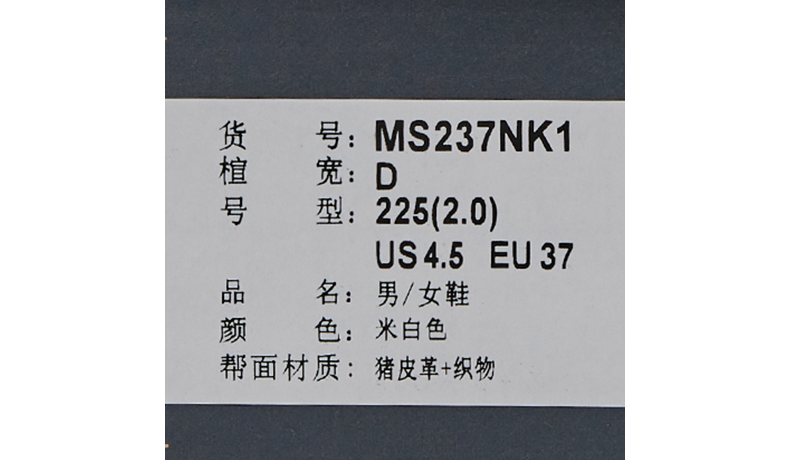 货号：MS237NK1
楦宽：D
号型：225(2.0)
US 4.5 EU 37
品名：男/女鞋
颜色：米白色
帮面材质：猪皮革+织物